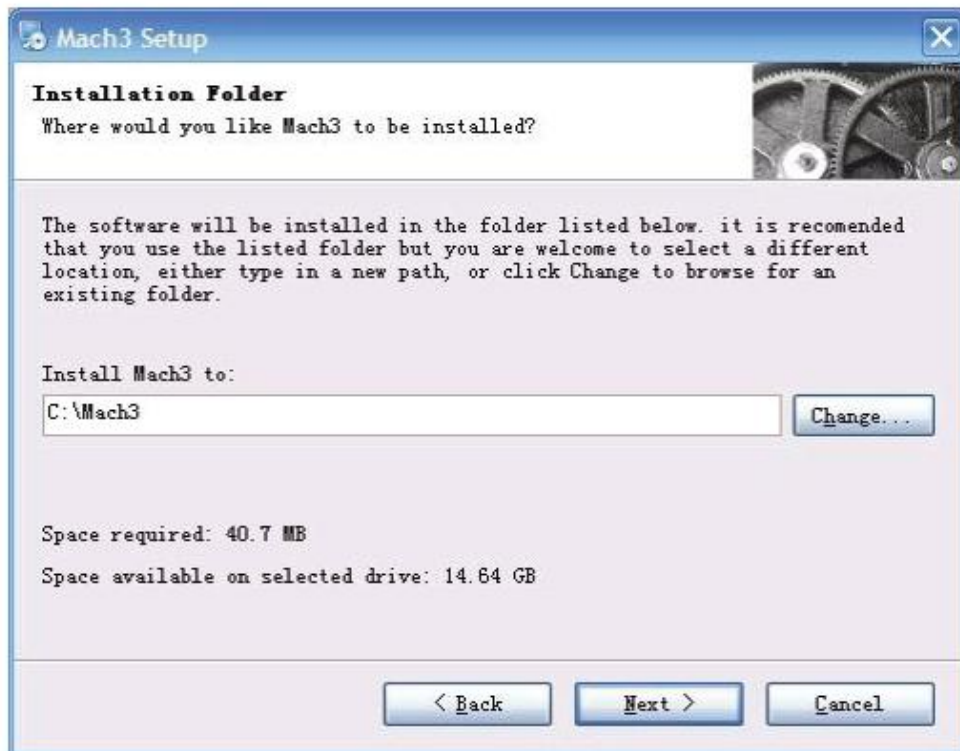 Mach3 Setup
Installation Folder
Where would you like Mach3 to be installed?
The software will be installed in the folder listed below. it is recomended
that you use the listed folder but you are welcome to select a different
location, either type in a new path, or click Change to browse for an
existing folder.
Install Mach3 to:
C:\Mach3
Change...
Space required: 40.7 MB
Space available on selected drive: 14.64 GB
< Back
Next >
Cancel